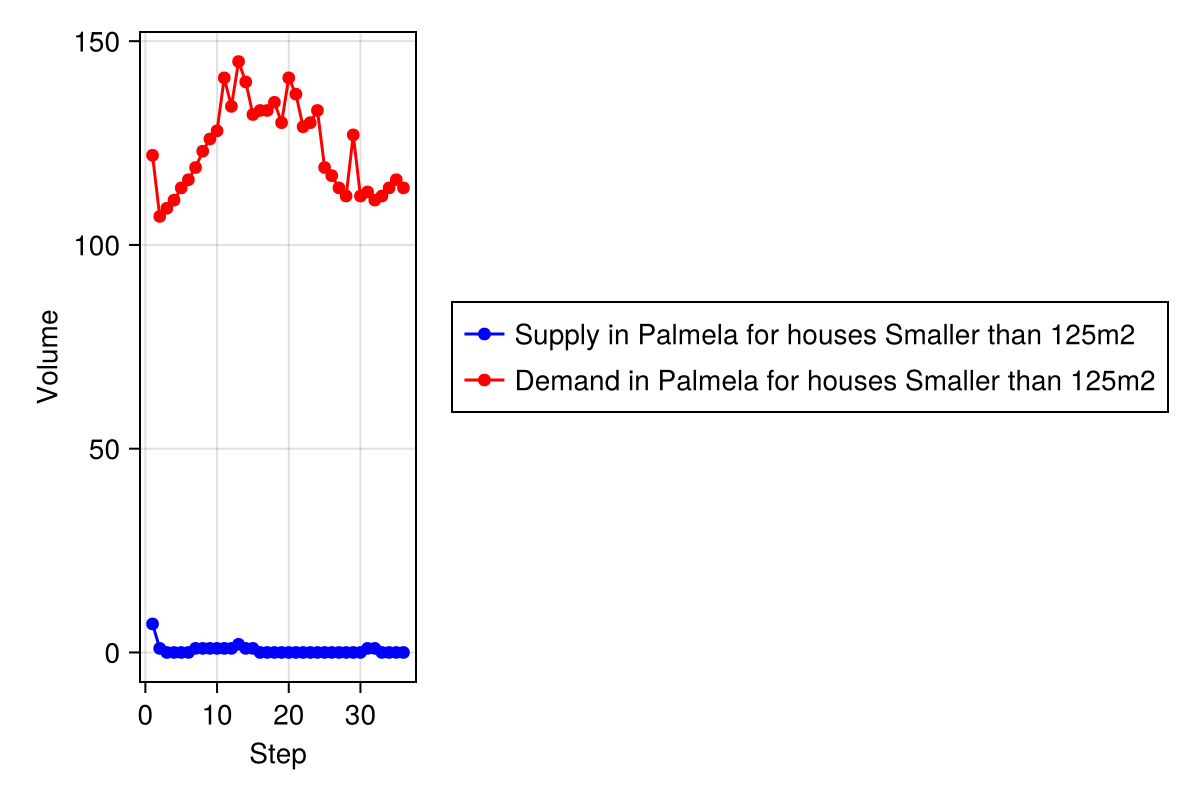 150
100
50
0
Volume
0 10 20 30
Step
Supply in Palmela for houses Smaller than 125m2
Demand in Palmela for houses Smaller than 125m2